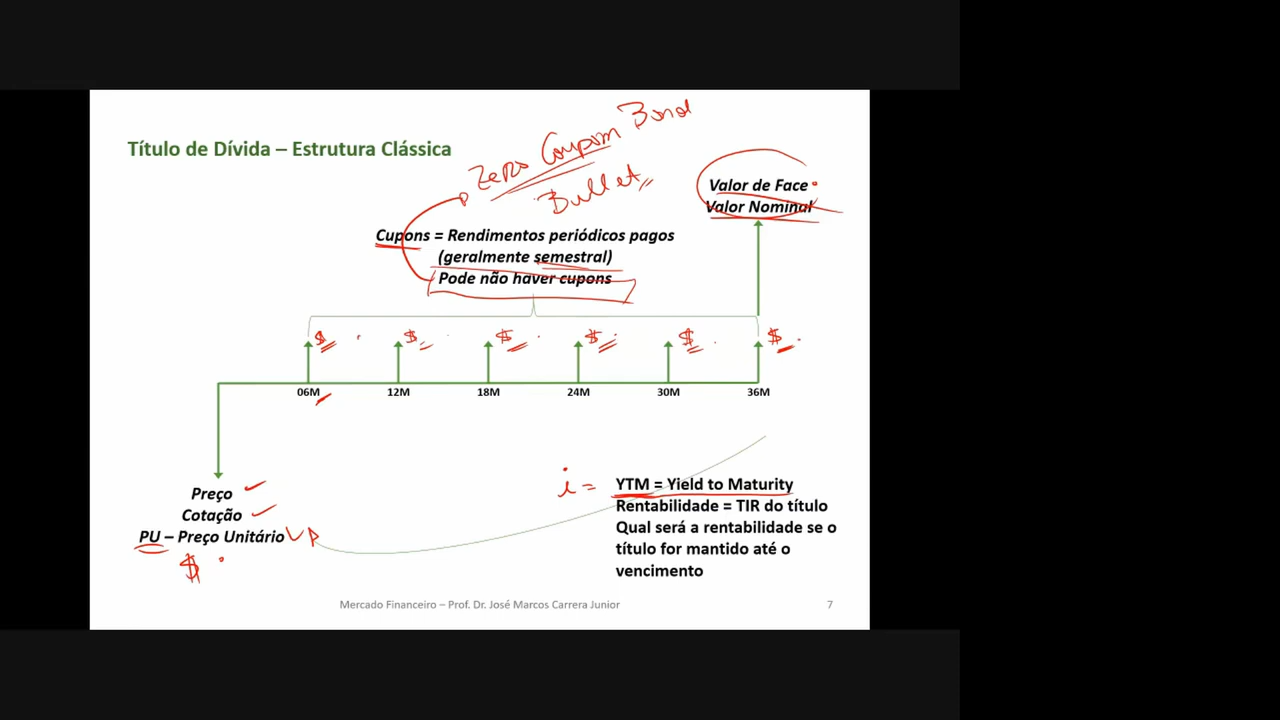 Zero Coupom Bond
Título de Dívida – Estrutura Clássica
Bullet
Valor de Face
Valor Nominal
Cupons = Rendimentos periódicos pagos
(geralmente semestral)
Pode não haver cupons
$ $ $ $ $ $
06M 12M 18M 24M 30M 36M
Preço
Cotação
PU – Preço Unitário
$
i =
YTM = Yield to Maturity
Rentabilidade = TIR do título
Qual será a rentabilidade se o
título for mantido até o
vencimento
Mercado Financeiro – Prof. Dr. José Marcos Carrera Junior
7